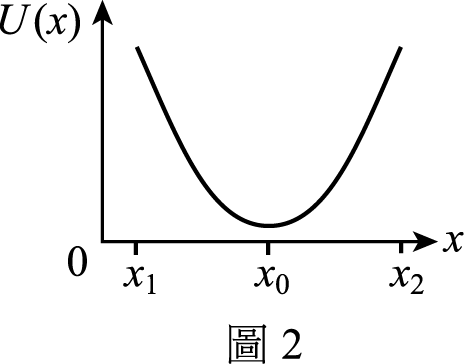 U(x)
0
x₁
x₀
x₂
x
圖 2